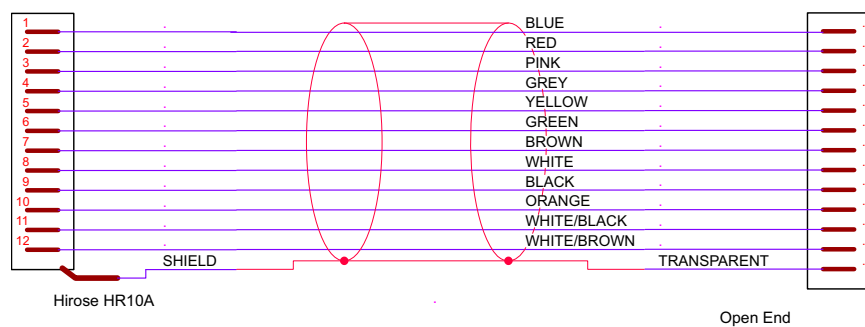 1 BLUE
2 RED
3 PINK
4 GREY
5 YELLOW
6 GREEN
7 BROWN
8 WHITE
9 BLACK
10 ORANGE
11 WHITE/BLACK
12 WHITE/BROWN
SHIELD TRANSPARENT
Hirose HR10A
Open End